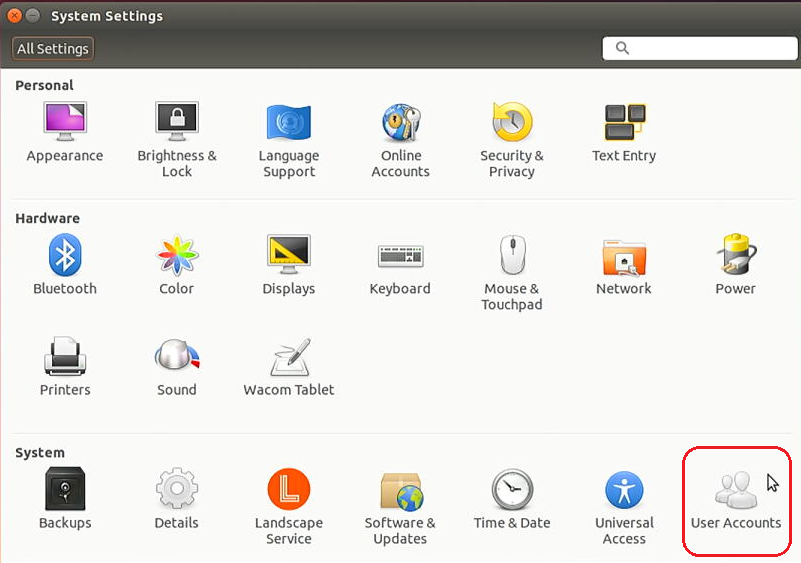 System Settings
All Settings
Personal
Appearance
Brightness &
Lock
Language
Support
Online
Accounts
Security &
Privacy
Text Entry
Hardware
Bluetooth
Color
Displays
Keyboard
Mouse &
Touchpad
Network
Power
Printers
Sound
Wacom Tablet
System
Backups
Details
Landscape
Service
Software &
Updates
Time & Date
Universal
Access
User Accounts